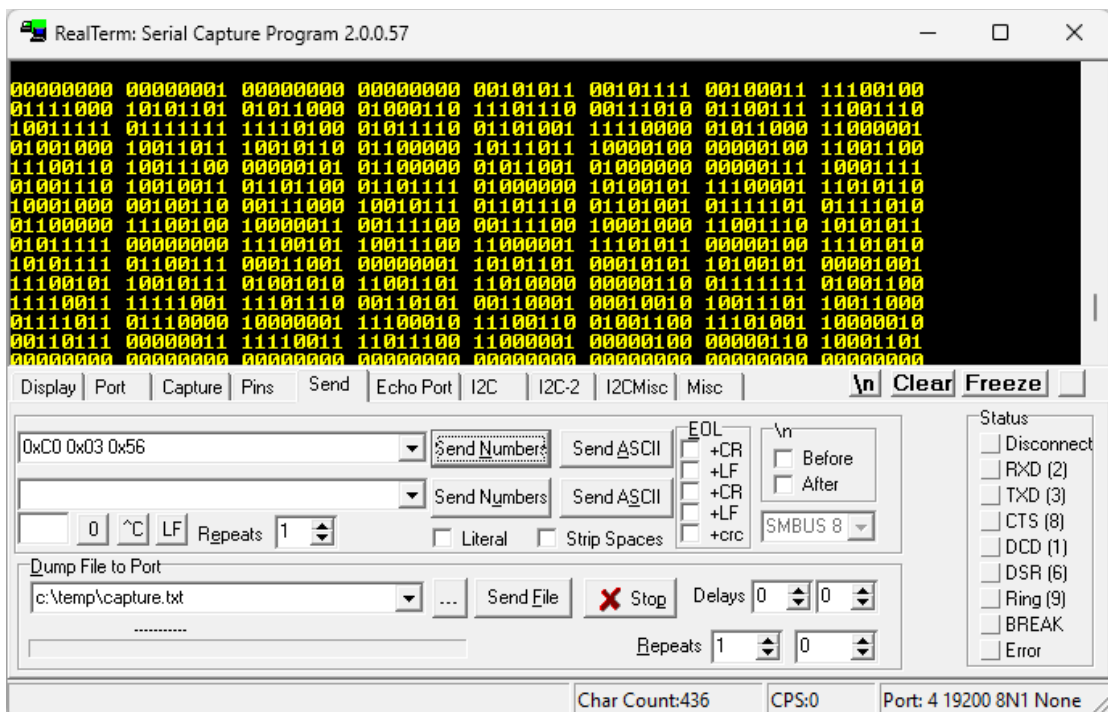 RealTerm: Serial Capture Program 2.0.0.57
00000000 00000001 00000000 00000000 00101011 00101111 00100011 11100100
01111000 10101101 01011000 01000110 11101110 00111010 01100111 11001110
10011111 01111111 11110100 01011110 01101001 11110000 01011000 11000001
01001000 10011011 10010110 01100000 10111011 10000100 00000100 11001100
11100110 10011100 00000101 01100000 01011001 01000000 00000111 10001111
01001110 10010011 01101100 01101111 01000000 10100101 11100001 11010110
10001000 00100110 00111000 10010111 01101110 01101001 01111101 01111010
01100000 11100100 10000011 00111100 00111100 10001000 11001110 10101011
01011111 00000000 11100101 10011100 11000001 11101011 00000100 11101010
10101111 01100111 00011001 00000001 10101101 00010101 10100101 00001001
11100101 10101110 01001010 11001101 11010000 00000110 01111111 01001100
11110011 11111001 11101110 00110101 00110001 00010010 10011101 10011000
01111011 01110000 10000001 11100010 11100110 01001100 11101001 10000010
00110111 00000011 11110011 11011100 11000001 00000100 00000110 10001101
00000000 00000000 00000000 00000000 00000000 00000000 00000000 00000000
Display Port Capture Pins Send Echo Port I2C I2C-2 I2CMisc Misc \n Clear Freeze
0xC0 0x03 0x56 Send Numbers Send ASCII
Send Numbers Send ASCII
0 ^C LF Repeats 1 Literal Strip Spaces
EOL
+CR
+LF
+CR
+LF
+crc
\n
Before
After
SMBUS 8
Dump File to Port
c:\temp\capture.txt ... Send File Stop Delays 0 0
-----------
Repeats 1 0
Status
Disconnect
RXD (2)
TXD (3)
CTS (8)
DCD (1)
DSR (6)
Ring (9)
BREAK
Error
Char Count:436 CPS:0 Port: 4 19200 8N1 None